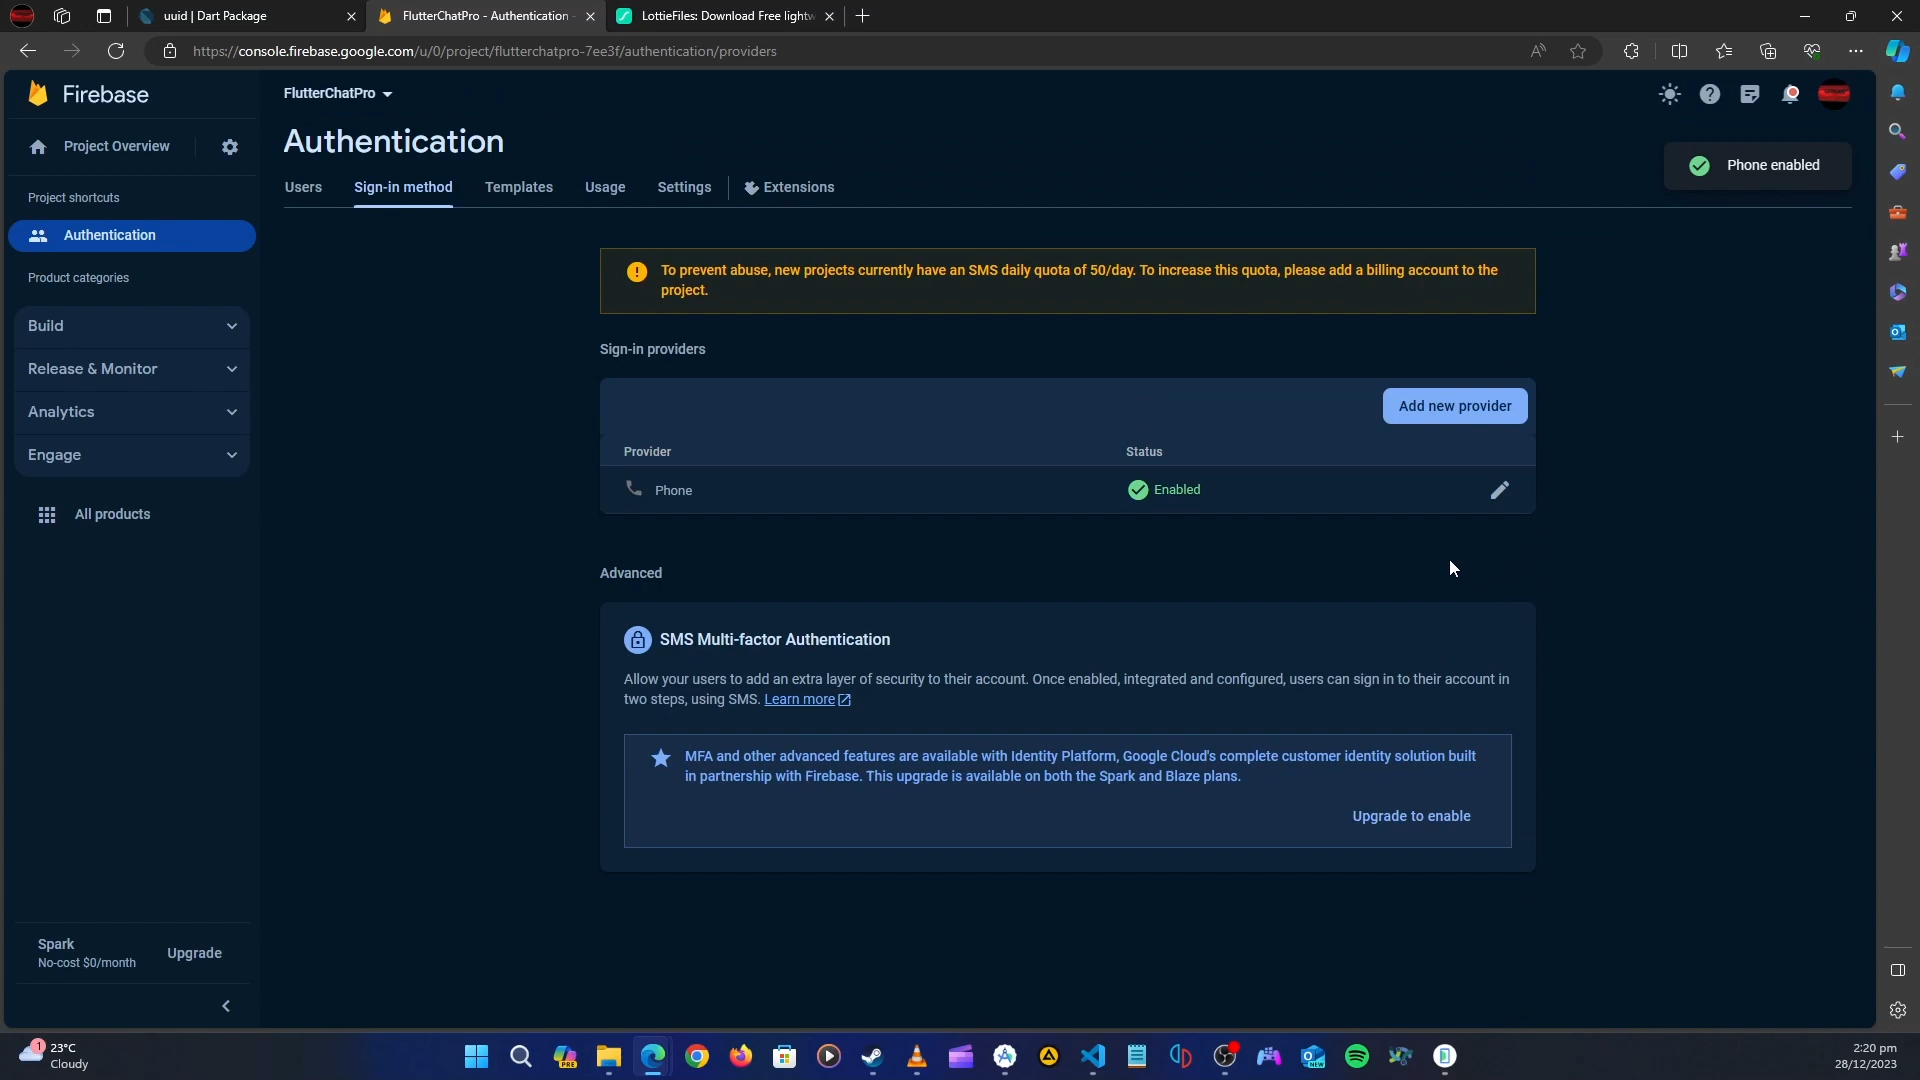 uuid | Dart Package
FlutterChatPro - Authentication -
LottieFiles: Download Free lightw
https://console.firebase.google.com/u/0/project/flutterchatpro-7ee3f/authentication/providers
Firebase
FlutterChatPro
Project Overview
Authentication
Phone enabled
Users
Sign-in method
Templates
Usage
Settings
Extensions
Project shortcuts
Authentication
Product categories
Build
Release & Monitor
Analytics
Engage
All products
To prevent abuse, new projects currently have an SMS daily quota of 50/day. To increase this quota, please add a billing account to the
project.
Sign-in providers
Add new provider
Provider
Status
Phone
Enabled
Advanced
SMS Multi-factor Authentication
Allow your users to add an extra layer of security to their account. Once enabled, integrated and configured, users can sign in to their account in
two steps, using SMS. Learn more
MFA and other advanced features are available with Identity Platform, Google Cloud's complete customer identity solution built
in partnership with Firebase. This upgrade is available on both the Spark and Blaze plans.
Upgrade to enable
Spark
No-cost $0/month
Upgrade
1
23°C
Cloudy
PRE
NEW
2:20 pm
28/12/2023